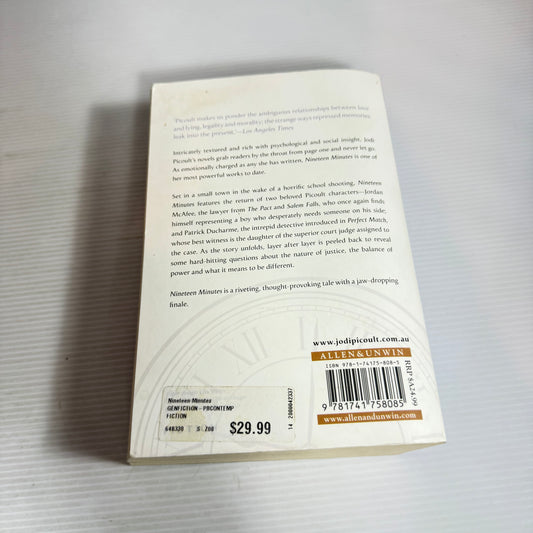 'Picoult makes us ponder the ambiguous relationships between love
and lying, legality and morality; the strange ways repressed memories
leak into the present.'—Los Angeles Times
Intricately textured and rich with psychological and social insight, Jodi
Picoult's novels grab readers by the throat from page one and never let go.
As emotionally charged as any she has written, Nineteen Minutes is one of
her most powerful works to date.
Set in a small town in the wake of a horrific school shooting, Nineteen
Minutes features the return of two beloved Picoult characters—Jordan
McAfee, the lawyer from The Pact and Salem Falls, who once again finds
himself representing a boy who desperately needs someone on his side;
and Patrick Ducharme, the intrepid detective introduced in Perfect Match,
whose best witness is the daughter of the superior court judge assigned to
the case. As the story unfolds, layer after layer is peeled back to reveal
some hard-hitting questions about the nature of justice, the balance of
power and what it means to be different.
Nineteen Minutes is a riveting, thought-provoking tale with a jaw-dropping
finale.
XII
www.jodipicoult.com.au
ALLEN&UNWIN
ISBN 978-1-74175-808-5
9 781741 758085
RRP $A24.99
www.allenandunwin.com
Nineteen Minutes
GENFICTION - PBCONTEMP
FICTION
$29.99